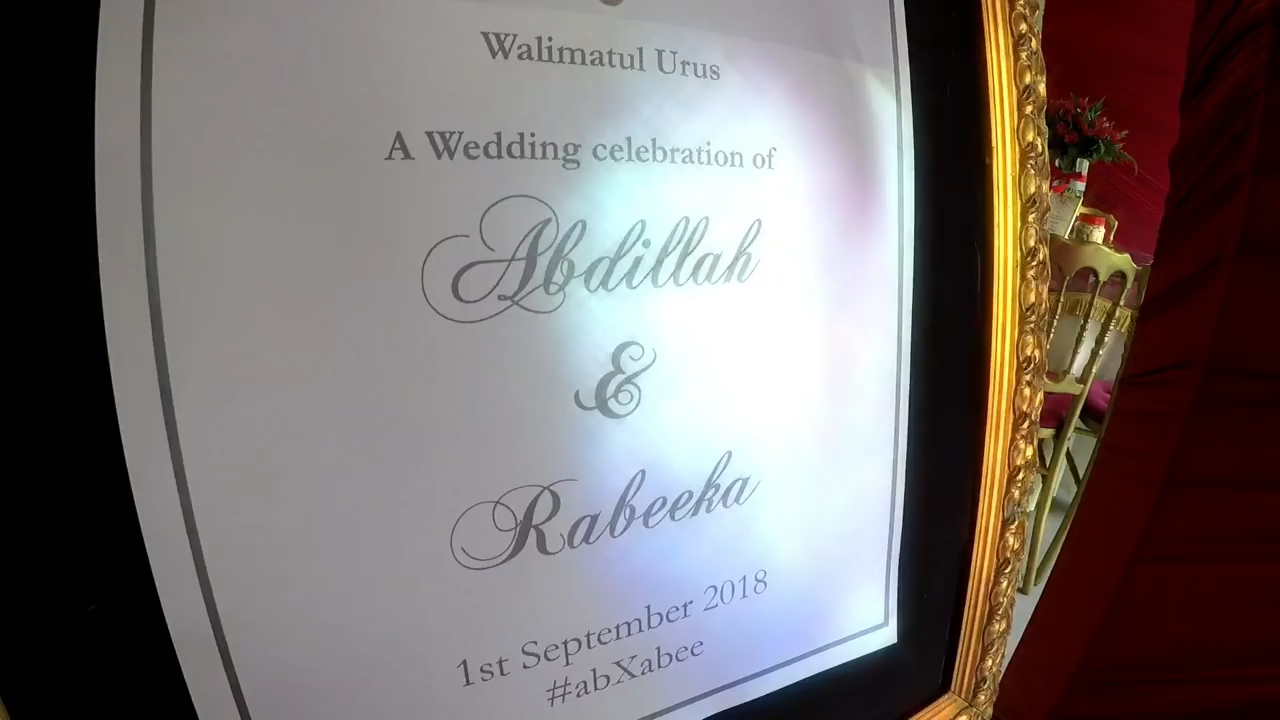 Walimatul Urus
A Wedding celebration of
Abdillah
&
Rabeeka
1st September 2018
#abXabee